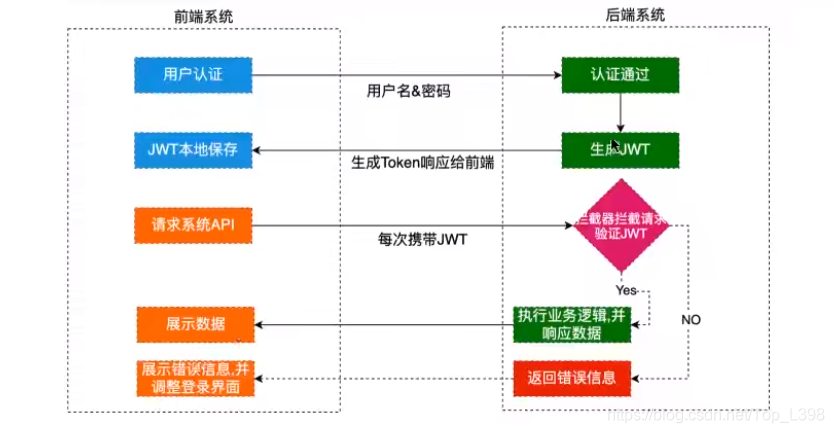 前端系统
后端系统
用户认证
用户名&密码
认证通过
JWT本地保存
生成Token响应给前端
生成JWT
请求系统API
每次携带JWT
拦截器拦截请求
验证JWT
Yes
NO
展示数据
执行业务逻辑,并
响应数据
展示错误信息,并
调整登录界面
返回错误信息
https://blog.csdn.net/Top_L398